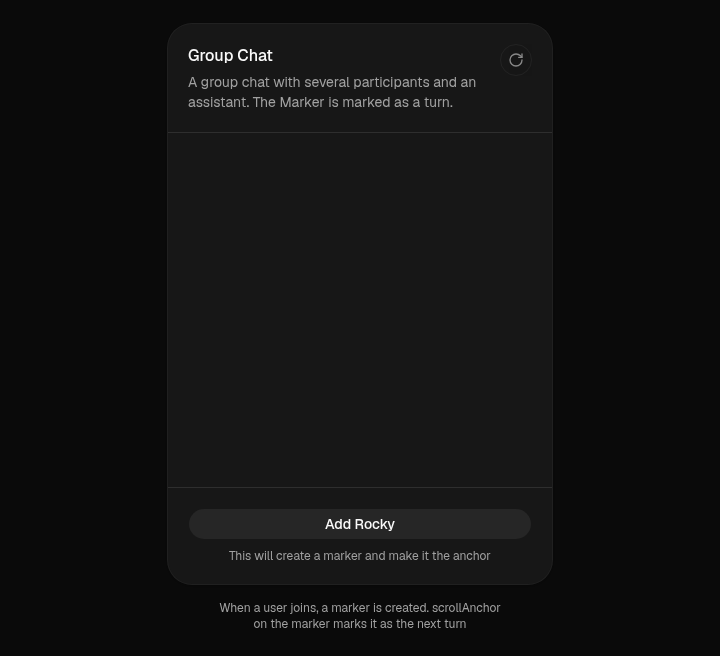 Group Chat
A group chat with several participants and an
assistant. The Marker is marked as a turn.
Add Rocky
This will create a marker and make it the anchor
When a user joins, a marker is created. scrollAnchor
on the marker marks it as the next turn